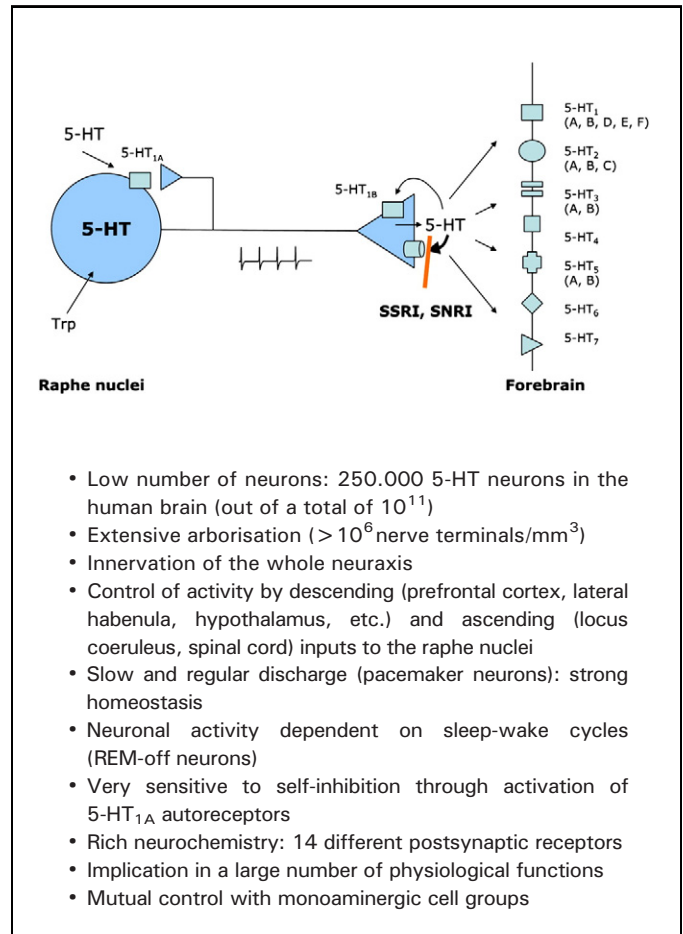 5-HT
5-HT1A
5-HT
Trp
Raphe nuclei
5-HT1B
5-HT
SSRI, SNRI
5-HT1
(A, B, D, E, F)
5-HT2
(A, B, C)
5-HT3
(A, B)
5-HT4
5-HT5
(A, B)
5-HT6
5-HT7
Forebrain
• Low number of neurons: 250.000 5-HT neurons in the
human brain (out of a total of 10^11)
• Extensive arborisation (>10^6 nerve terminals/mm^3)
• Innervation of the whole neuraxis
• Control of activity by descending (prefrontal cortex, lateral
habenula, hypothalamus, etc.) and ascending (locus
coeruleus, spinal cord) inputs to the raphe nuclei
• Slow and regular discharge (pacemaker neurons): strong
homeostasis
• Neuronal activity dependent on sleep-wake cycles
(REM-off neurons)
• Very sensitive to self-inhibition through activation of
5-HT1A autoreceptors
• Rich neurochemistry: 14 different postsynaptic receptors
• Implication in a large number of physiological functions
• Mutual control with monoaminergic cell groups